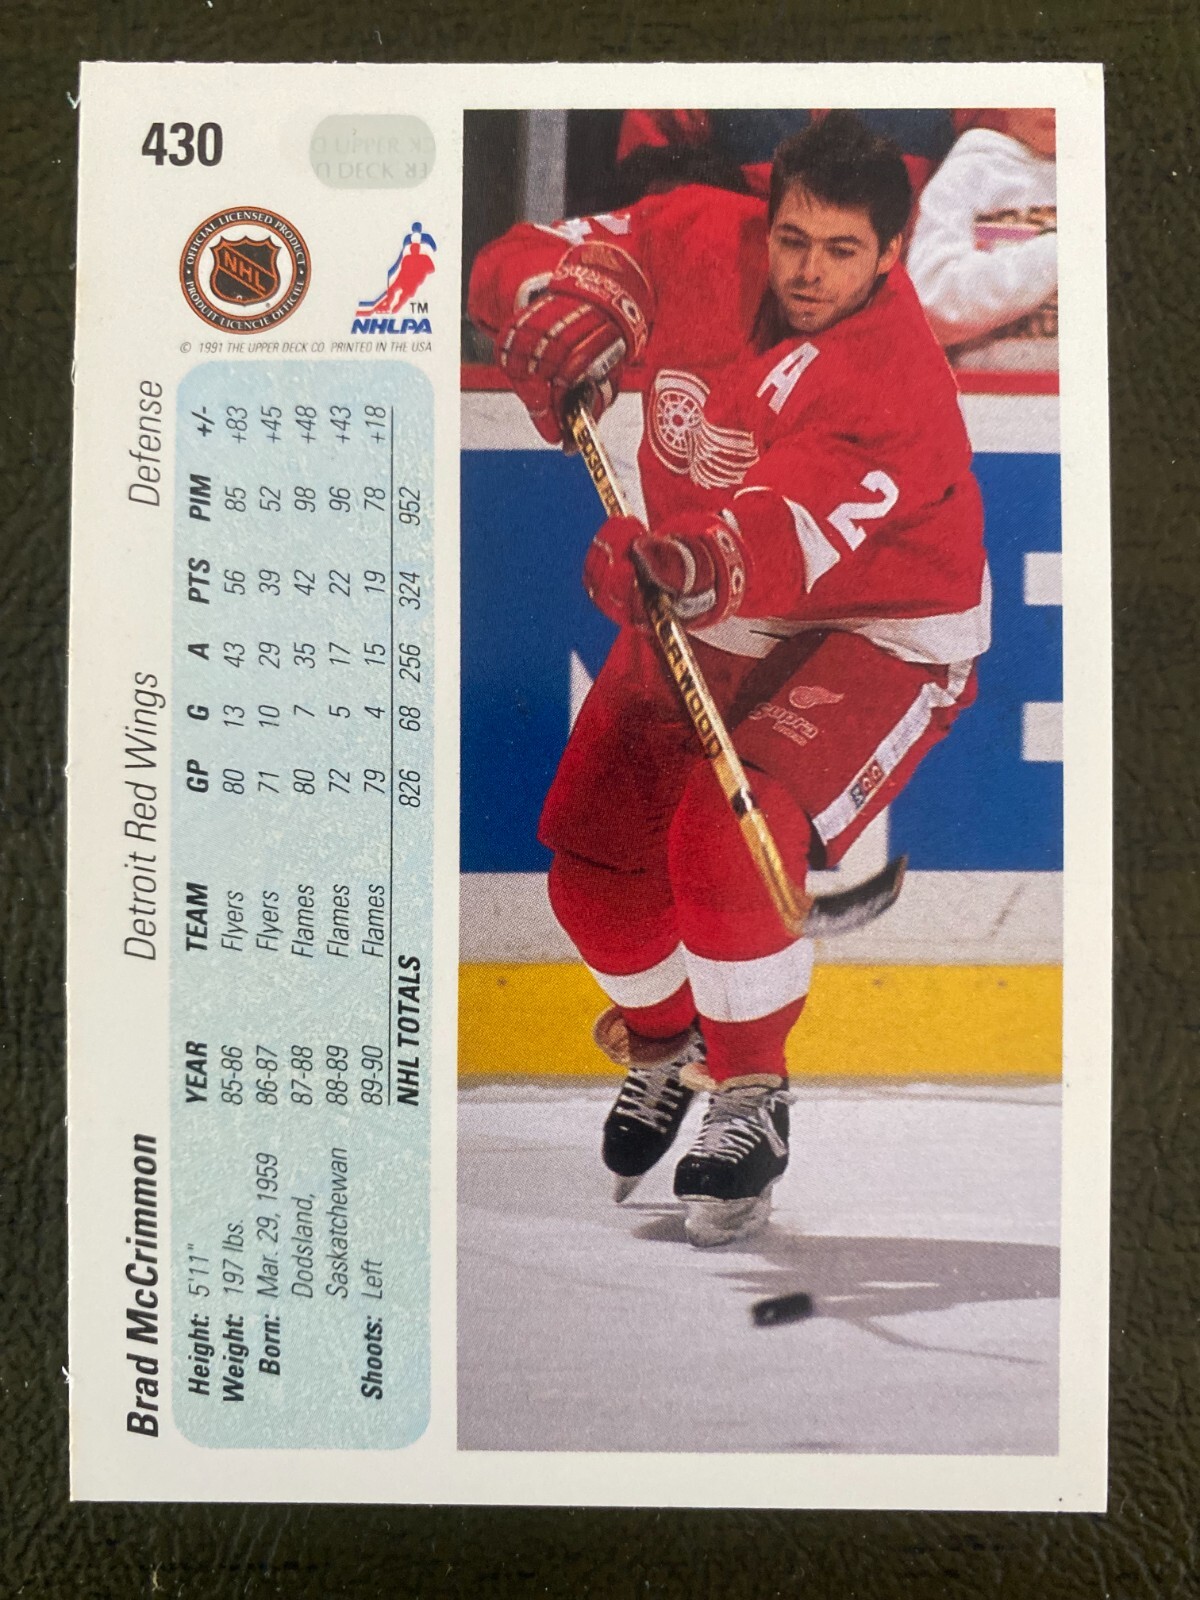 430
UPPER
DECK
OFFICIAL LICENSED PRODUCT
NHL
PRODUIT LICENCIE OFFICIEL
TM
NHLPA
© 1991 THE UPPER DECK CO. PRINTED IN THE USA
Brad McCrimmon Detroit Red Wings Defense
Height: 5'11"
Weight: 197 lbs.
Born: Mar. 29, 1959
Dodsland,
Saskatchewan
Shoots: Left
YEAR TEAM GP G A PTS PIM +/-
85-86 Flyers 80 13 43 56 85 +83
86-87 Flyers 71 10 29 39 52 +45
87-88 Flames 80 7 35 42 98 +48
88-89 Flames 72 5 17 22 96 +43
89-90 Flames 79 4 15 19 78 +18
NHL TOTALS 826 68 256 324 952
A
2
9030
supra
CCM